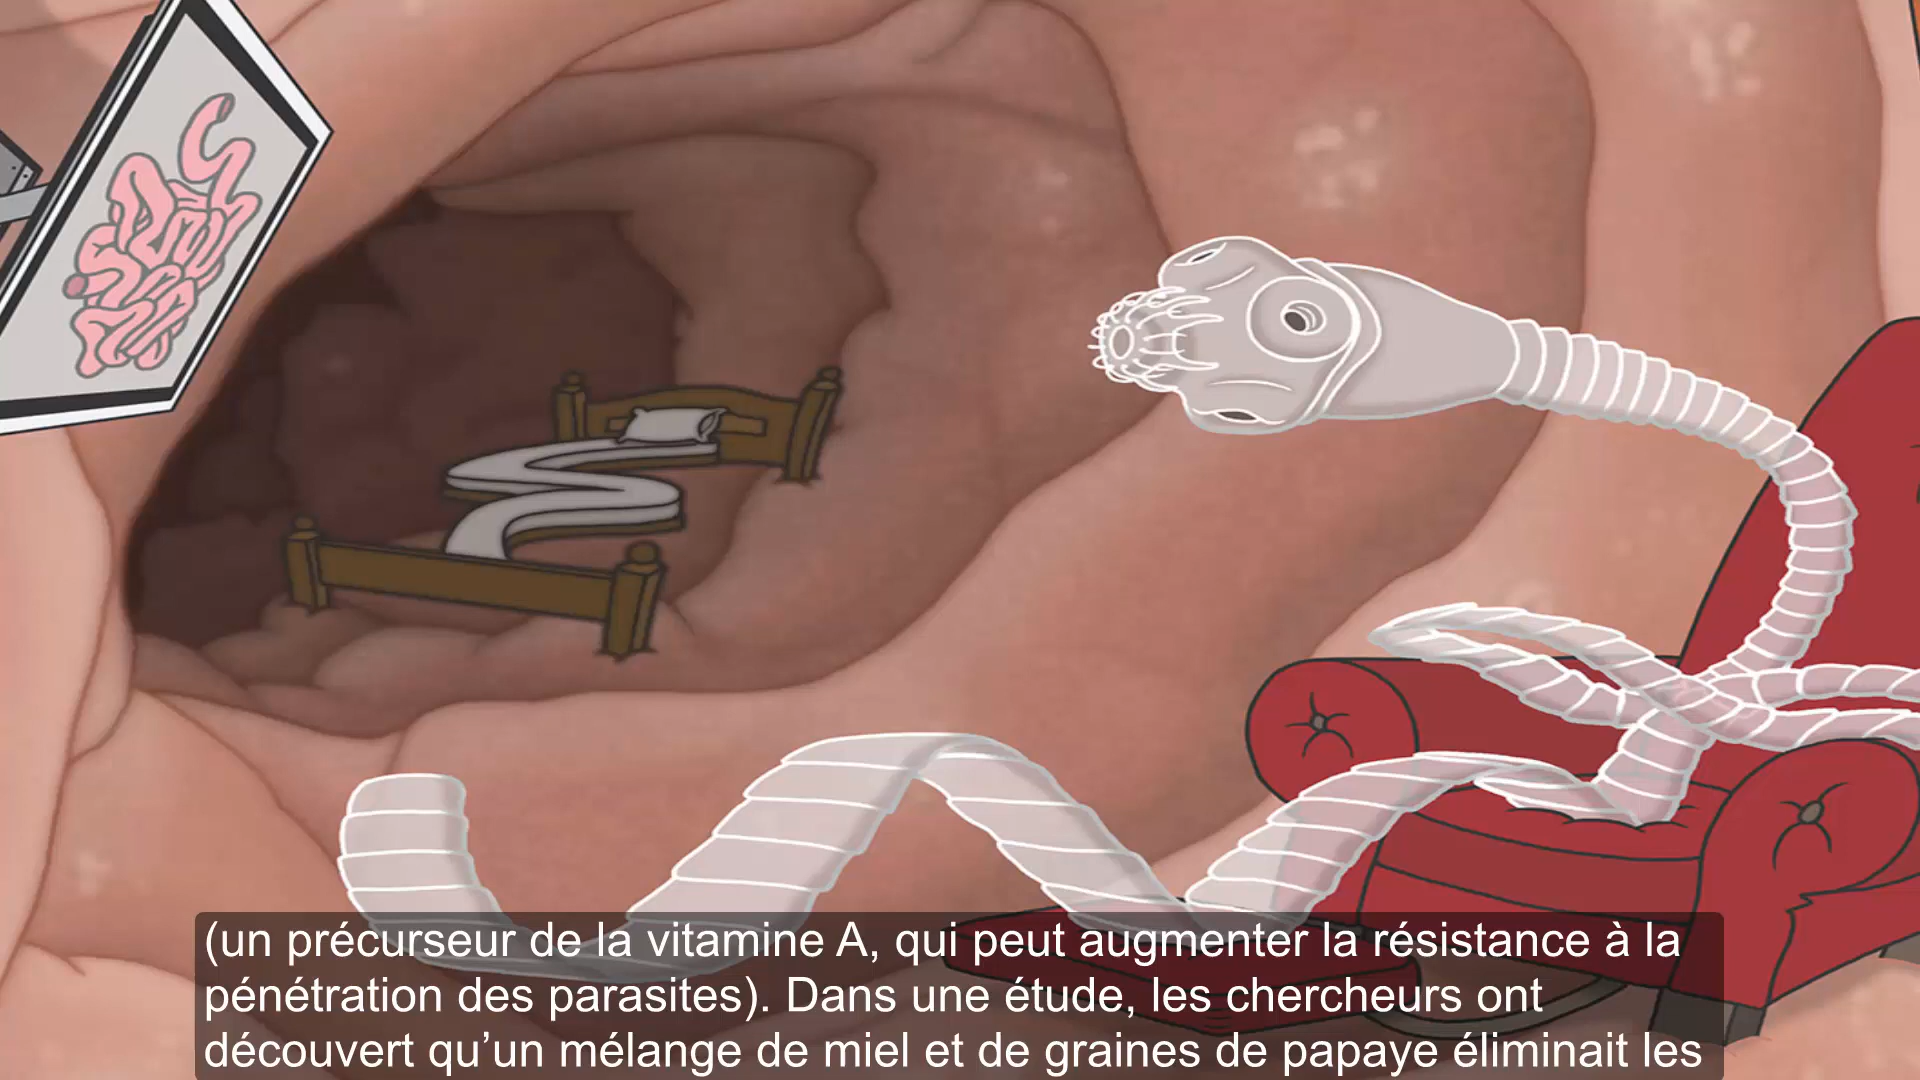 (un précurseur de la vitamine A, qui peut augmenter la résistance à la
pénétration des parasites). Dans une étude, les chercheurs ont
découvert qu’un mélange de miel et de graines de papaye éliminait les